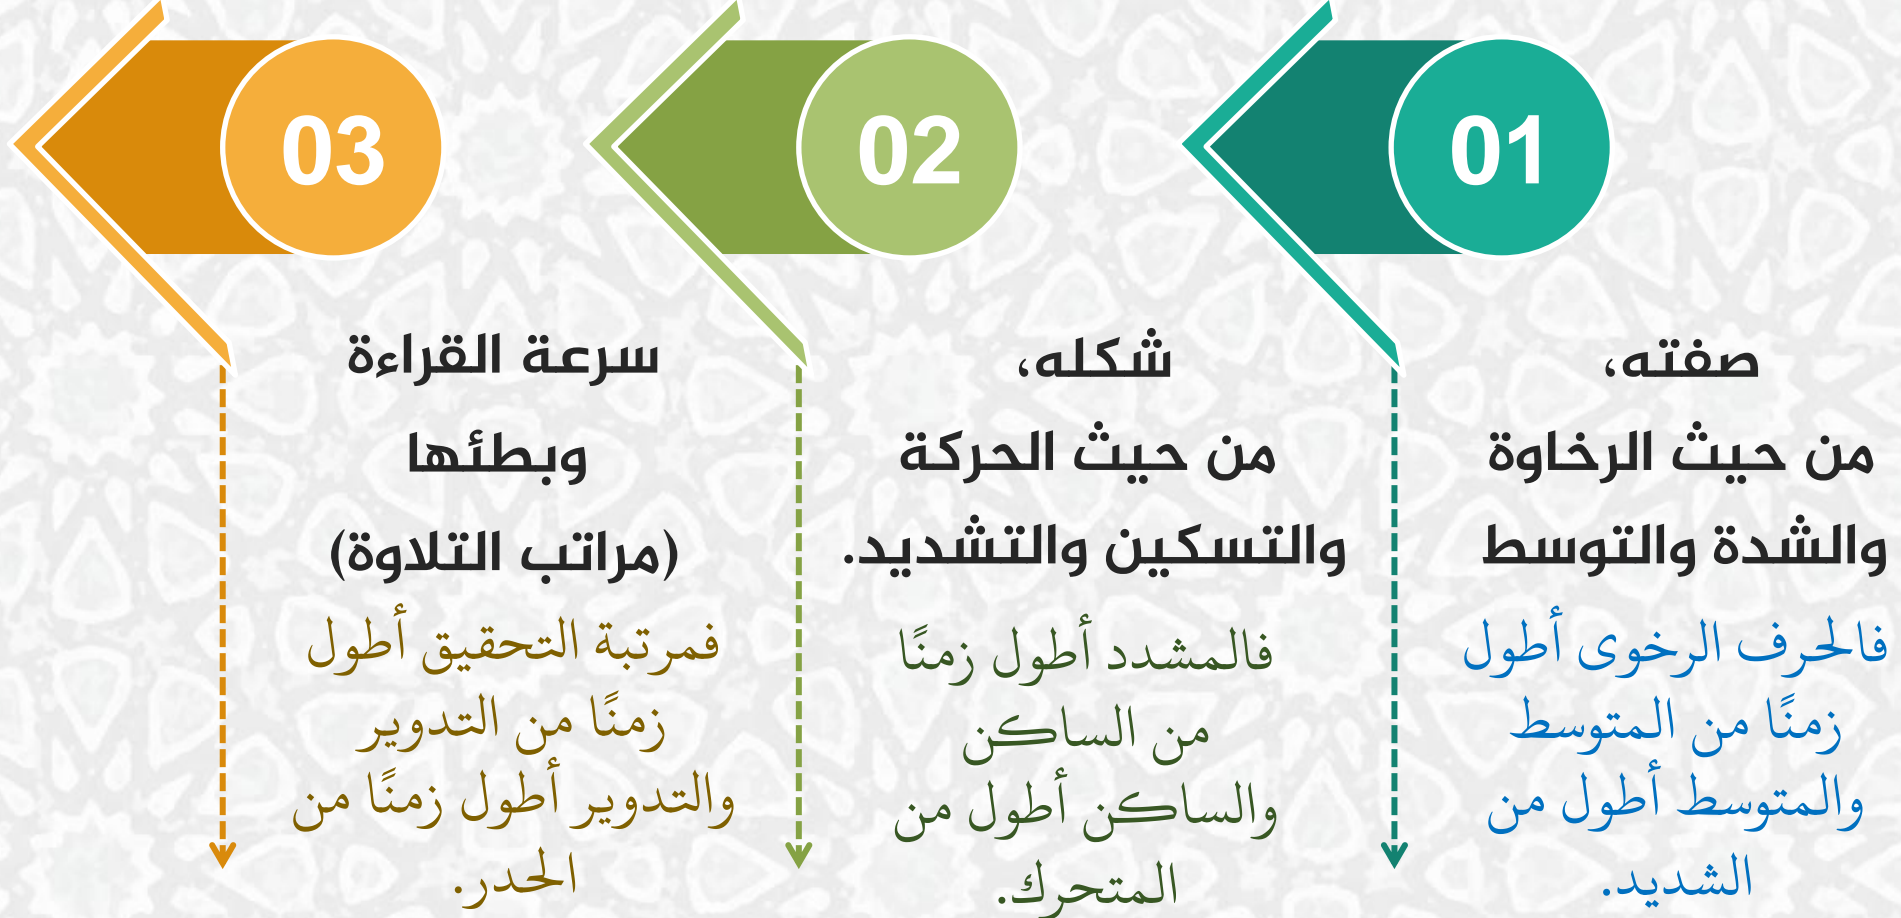 01
صفته،
من حيث الرخاوة
والشدة والتوسط
فالحرف الرخوى أطول
زمنًا من المتوسط
والمتوسط أطول من
الشديد.
02
شكله،
من حيث الحركة
والتسكين والتشديد.
فالمشدد أطول زمنًا
من الساكن
والساكن أطول من
المتحرك.
03
سرعة القراءة
وبطئها
(مراتب التلاوة)
فمرتبة التحقيق أطول
زمنًا من التدوير
والتدوير أطول زمنًا من
الحدر.